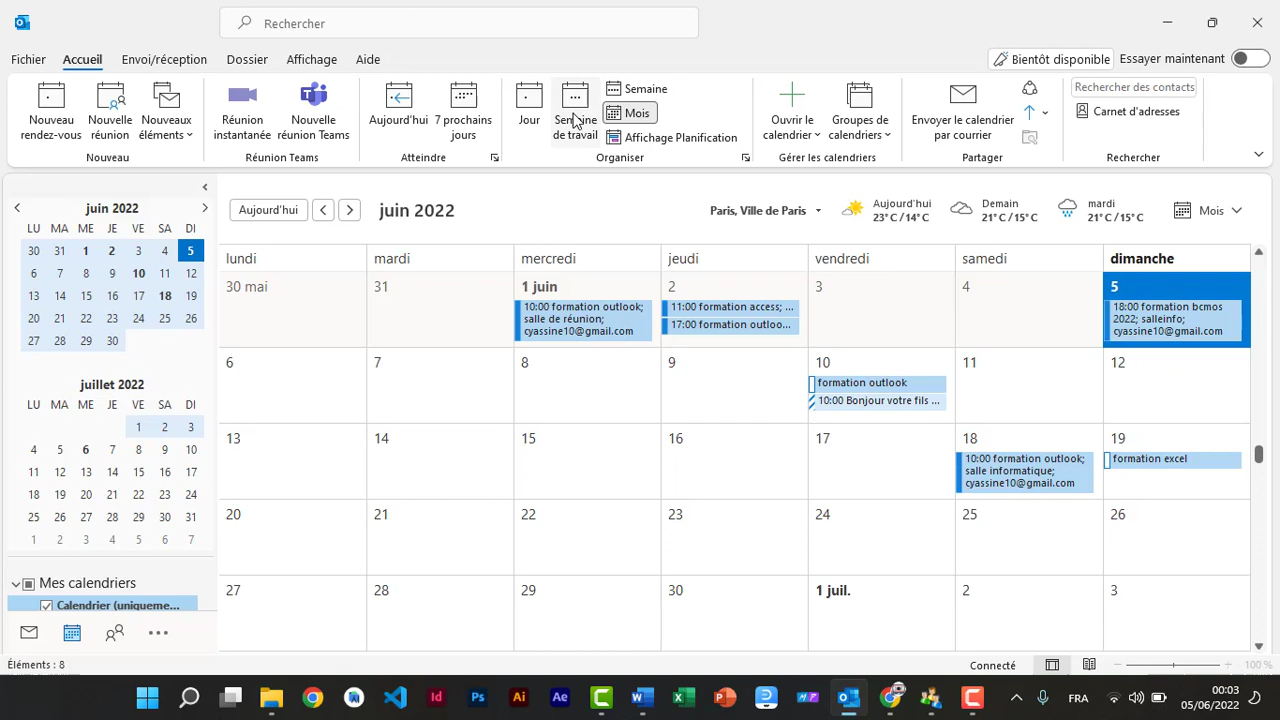 Rechercher
Fichier Accueil Envoi/réception Dossier Affichage Aide
Bientôt disponible Essayer maintenant
Nouveau rendez-vous
Nouvelle réunion
Nouveaux éléments
Nouveau
Réunion instantanée
Nouvelle réunion Teams
Réunion Teams
Aujourd'hui
7 prochains jours
Atteindre
Jour
Semaine de travail
Semaine
Mois
Affichage Planification
Organiser
Ouvrir le calendrier
Groupes de calendriers
Gérer les calendriers
Envoyer le calendrier par courrier
Partager
Rechercher des contacts
Carnet d'adresses
Rechercher
juin 2022
LU MA ME JE VE SA DI
30 31 1 2 3 4 5
6 7 8 9 10 11 12
13 14 15 16 17 18 19
20 21 22 23 24 25 26
27 28 29 30
juillet 2022
LU MA ME JE VE SA DI
1 2 3
4 5 6 7 8 9 10
11 12 13 14 15 16 17
18 19 20 21 22 23 24
25 26 27 28 29 30 31
1 2 3 4 5 6 7
Mes calendriers
Calendrier (uniqueme...
Aujourd'hui juin 2022
Paris, Ville de Paris
Aujourd'hui
23°C/14°C
Demain
21°C/15°C
mardi
21°C/15°C
Mois
lundi mardi mercredi jeudi vendredi samedi dimanche
30 mai 31 1 juin 2 3 4 5
10:00 formation outlook;
salle de réunion;
cyassine10@gmail.com
11:00 formation access; ...
17:00 formation outloo...
18:00 formation bcmos
2022; salleinfo;
cyassine10@gmail.com
6 7 8 9 10 11 12
formation outlook
10:00 Bonjour votre fils ...
13 14 15 16 17 18 19
10:00 formation outlook;
salle informatique;
cyassine10@gmail.com
formation excel
20 21 22 23 24 25 26
27 28 29 30 1 juil. 2 3
Éléments : 8
Connecté
100 %
FRA
00:03
05/06/2022